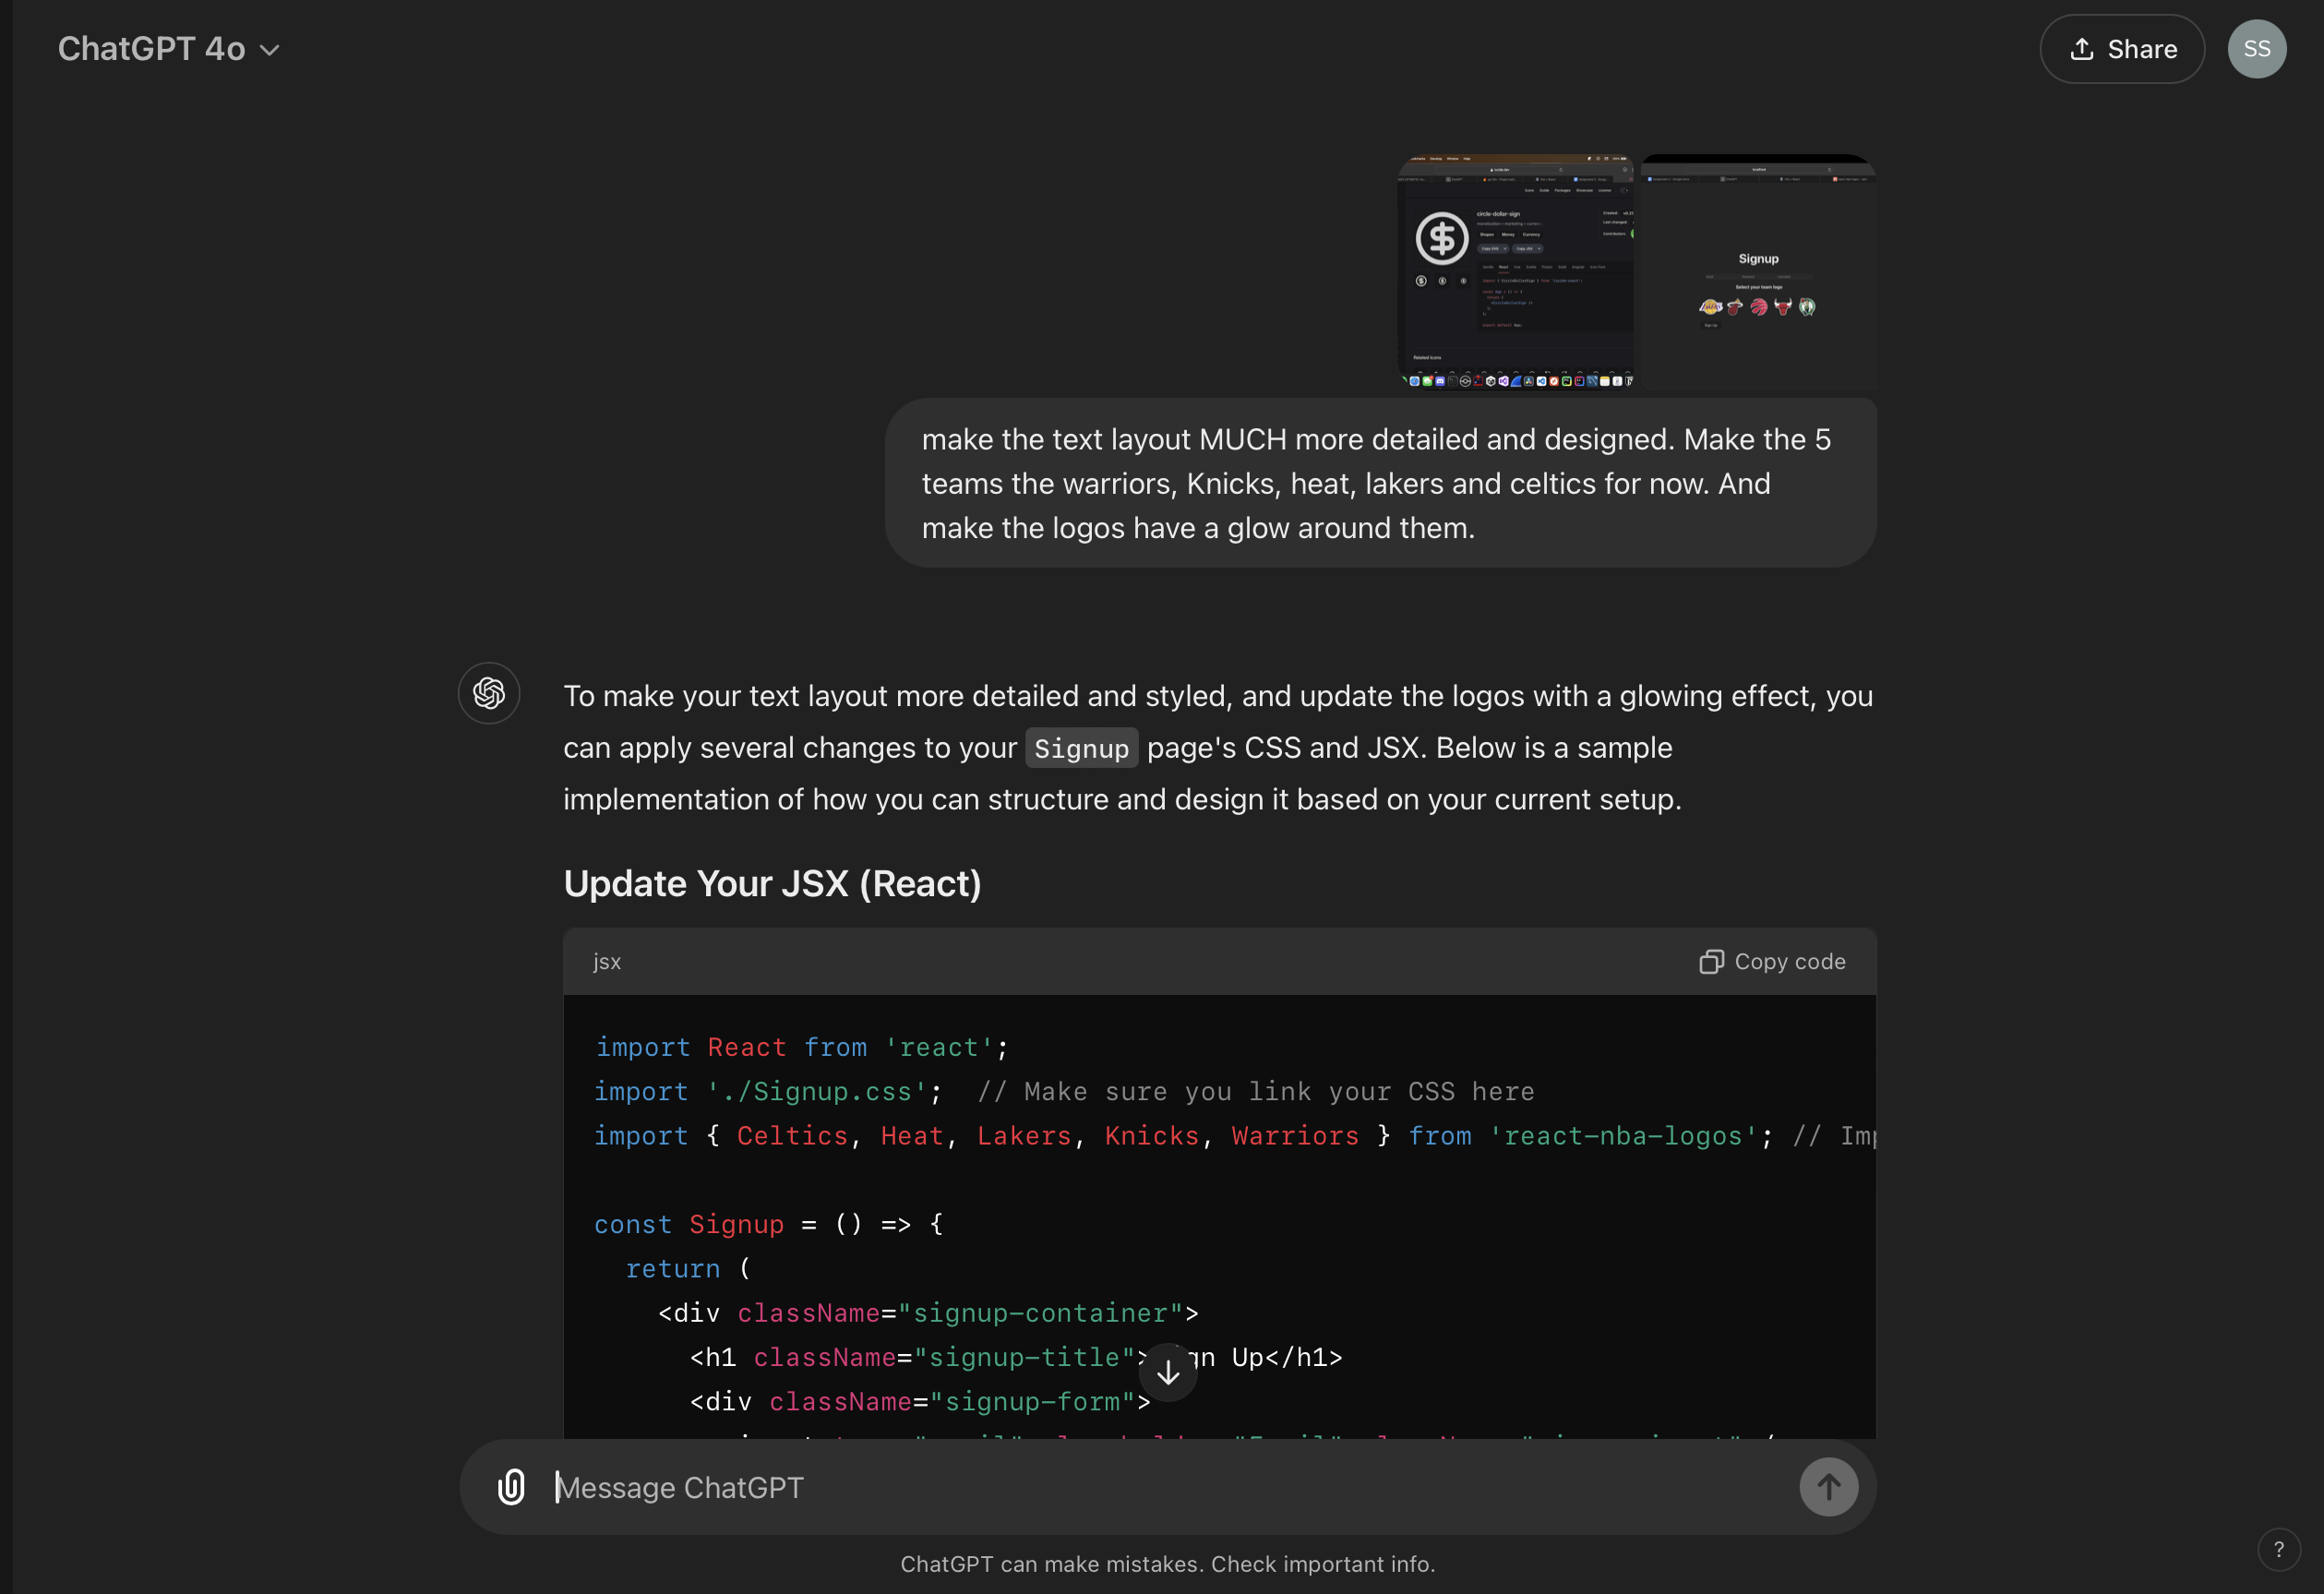 ChatGPT 4o
Share
SS
circle-dollar-sign
Signup
Select your team logo
make the text layout MUCH more detailed and designed. Make the 5
teams the warriors, Knicks, heat, lakers and celtics for now. And
make the logos have a glow around them.
To make your text layout more detailed and styled, and update the logos with a glowing effect, you
can apply several changes to your Signup page's CSS and JSX. Below is a sample
implementation of how you can structure and design it based on your current setup.
Update Your JSX (React)
jsx
Copy code
import React from 'react';
import './Signup.css';  // Make sure you link your CSS here
import { Celtics, Heat, Lakers, Knicks, Warriors } from 'react-nba-logos'; //
const Signup = () => {
return (
<div className="signup-container">
<h1 className="signup-title"> Up</h1>
<div className="signup-form">
Message ChatGPT
ChatGPT can make mistakes. Check important info.
?